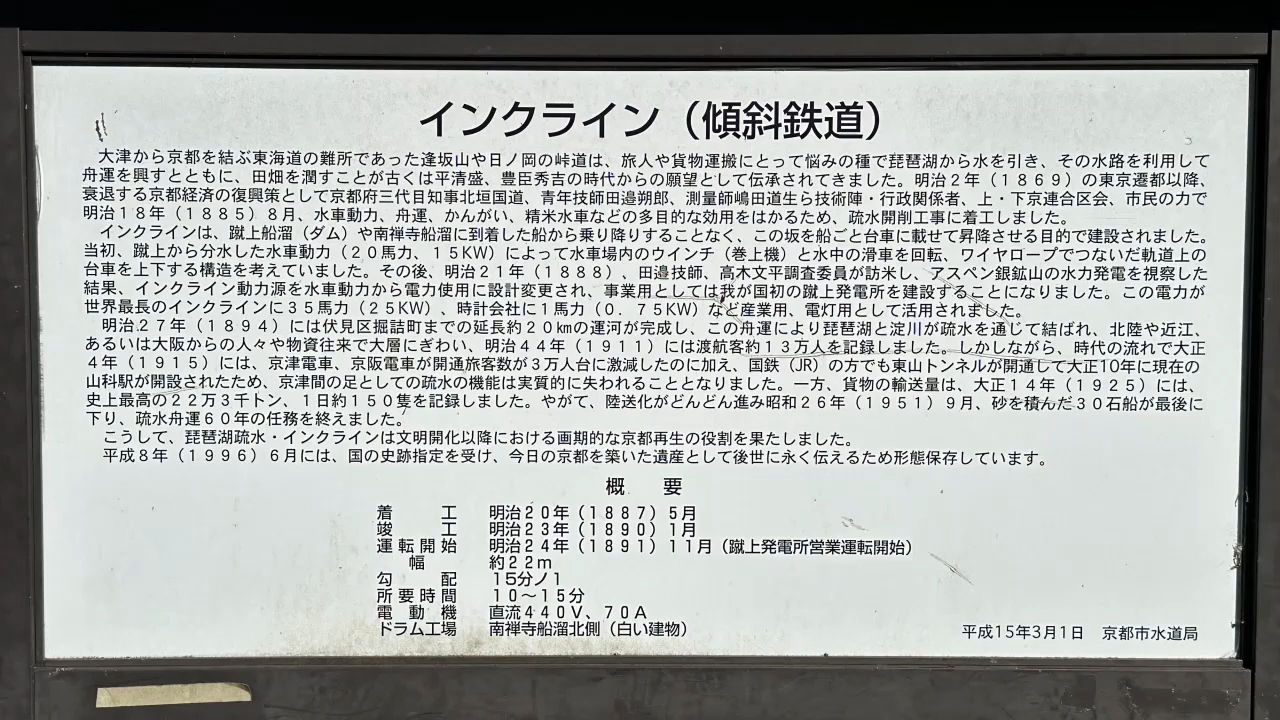 インクライン（傾斜鉄道）
大津から京都を結ぶ東海道の難所であった逢坂山や日ノ岡の峠道は、旅人や貨物運搬にとって悩みの種で琵琶湖から水を引き、その水路を利用して
舟運を興すとともに、田畑を潤すことが古くは平清盛、豊臣秀吉の時代からの願望として伝承されてきました。明治２年（１８６９）の東京遷都以降、
衰退する京都経済の復興策として京都府三代目知事北垣国道、青年技師田邉朔郎、測量師嶋田道生ら技術陣・行政関係者、上・下京連合区会、市民の力で
明治１８年（１８８５）８月、水車動力、舟運、かんがい、精米水車などの多目的な効用をはかるため、疏水開削工事に着工しました。
インクラインは、蹴上船溜（ダム）や南禅寺船溜に到着した船から乗り降りすることなく、この坂を船ごと台車に載せて昇降させる目的で建設されました。
当初、蹴上から分水した水車動力（２０馬力、１５KW）によって水車場内のウインチ（巻上機）と水中の滑車を回転、ワイヤロープでつないだ軌道上の
台車を上下する構造を考えていました。その後、明治２１年（１８８８）、田邉技師、高木文平調査委員が訪米し、アスペン銀鉱山の水力発電を視察した
結果、インクライン動力源を水車動力から電力使用に設計変更され、事業用としては我が国初の蹴上発電所を建設することになりました。この電力が
世界最長のインクラインに３５馬力（２５KW）、時計会社に１馬力（０．７５KW）など産業用、電灯用として活用されました。
明治２７年（１８９４）には伏見区堀詰町までの延長約２０㎞の運河が完成し、この舟運により琵琶湖と淀川が疏水を通じて結ばれ、北陸や近江、
あるいは大阪からの人々や物資往来で大層にぎわい、明治４４年（１９１１）には渡航客約１３万人を記録しました。しかしながら、時代の流れで大正
４年（１９１５）には、京津電車、京阪電車が開通旅客数が３万人台に激減したのに加え、国鉄（JR）の方でも東山トンネルが開通して大正10年に現在の
山科駅が開設されたため、京津間の足としての疏水の機能は実質的に失われることとなりました。一方、貨物の輸送量は、大正１４年（１９２５）には、
史上最高の２２万３千トン、１日約１５０隻を記録しました。やがて、陸送化がどんどん進み昭和２６年（１９５１）９月、砂を積んだ３０石船が最後に
下り、疏水舟運６０年の任務を終えました。
こうして、琵琶湖疏水・インクラインは文明開化以降における画期的な京都再生の役割を果たしました。
平成８年（１９９６）６月には、国の史跡指定を受け、今日の京都を築いた遺産として後世に永く伝えるため形態保存しています。
概　要
着　工　明治２０年（１８８７）５月
竣　工　明治２３年（１８９０）１月
運転開始　明治２４年（１８９１）１１月（蹴上発電所営業運転開始）
幅　約２２ｍ
勾　配　１５分ノ１
所要時間　１０～１５分
電動機　直流４４０Ｖ、７０Ａ
ドラム工場　南禅寺船溜北側（白い建物）
平成15年3月1日　京都市水道局